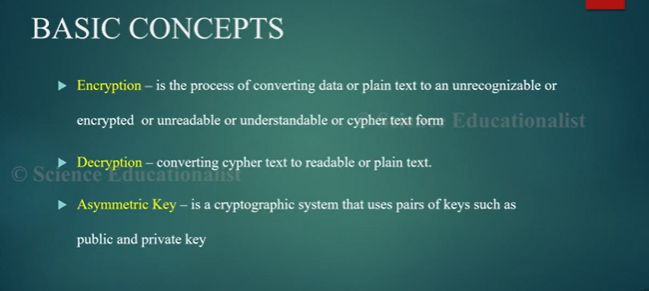 BASIC CONCEPTS
Encryption – is the process of converting data or plain text to an unrecognizable or
encrypted or unreadable or understandable or cypher text form
Educationalist
Decryption – converting cypher text to readable or plain text.
© Science Educationalist
Asymmetric Key – is a cryptographic system that uses pairs of keys such as
public and private key